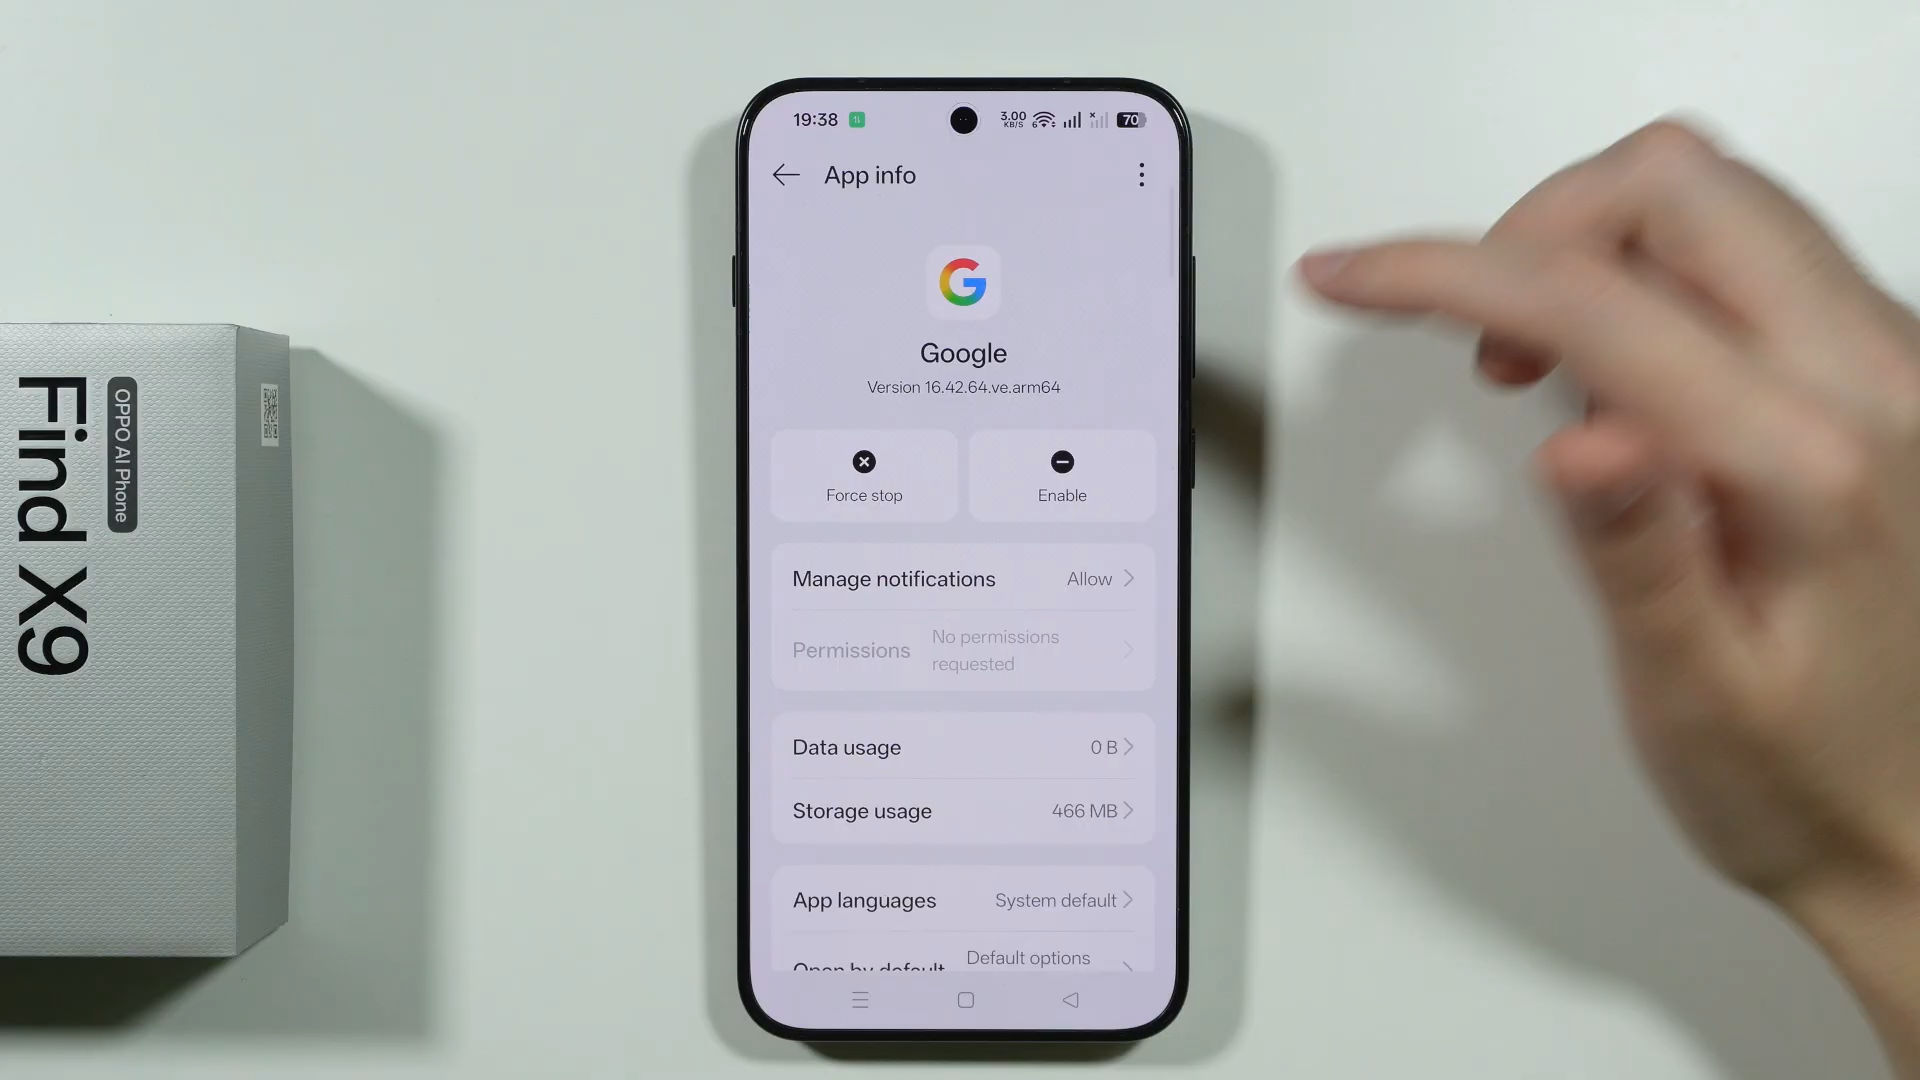 OPPO AI Phone
Find X9
19:38
3.00
KB/S
6
70
App info
Google
Version 16.42.64.ve.arm64
Force stop
Enable
Manage notifications
Allow
Permissions
No permissions
requested
Data usage
0 B
Storage usage
466 MB
App languages
System default
Open by default
Default options